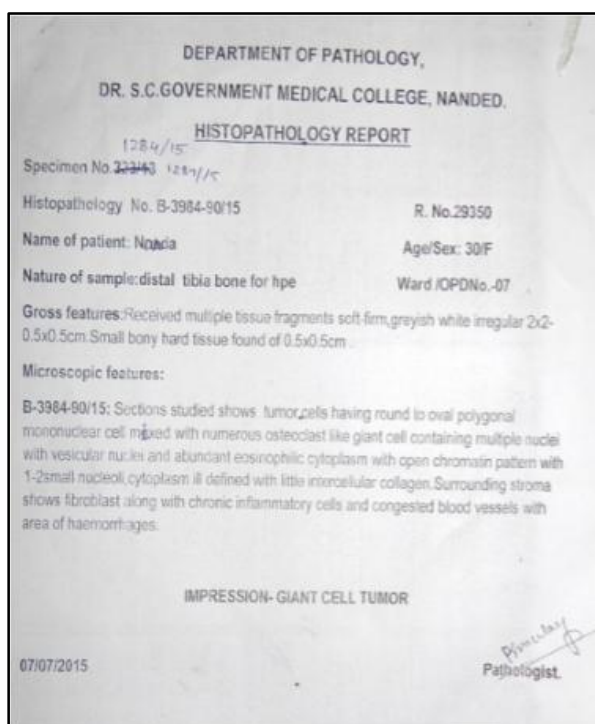 DEPARTMENT OF PATHOLOGY,
DR. S.C.GOVERNMENT MEDICAL COLLEGE, NANDED.
HISTOPATHOLOGY REPORT
1284/15
Specimen No. 1284/15
Histopathology No. B-3984-90/15 R. No.29350
Name of patient: Age/Sex: 30/F
Nature of sample:distal tibia bone for hpe Ward /OPDNo.-07
Gross features:Received multiple tissue fragments soft-firm,greyish white irregular 2x2-
0.5x0.5cm.Small bony hard tissue found of 0.5x0.5cm .
Microscopic features:
B-3984-90/15: Sections studied shows tumor,cells having round to oval polygonal
mononuclear cell mixed with numerous osteoclast like giant cell containing multiple nuclei
with vesicular nuclei and abundant eosinophilic cytoplasm with open chromatin pattern with
1-2small nucleoli,cytoplasm ill defined with little intercellular collagen.Surrounding stroma
shows fibroblast along with chronic inflammatory cells and congested blood vessels with
area of haemorrhages.
IMPRESSION- GIANT CELL TUMOR
07/07/2015 Pathologist.